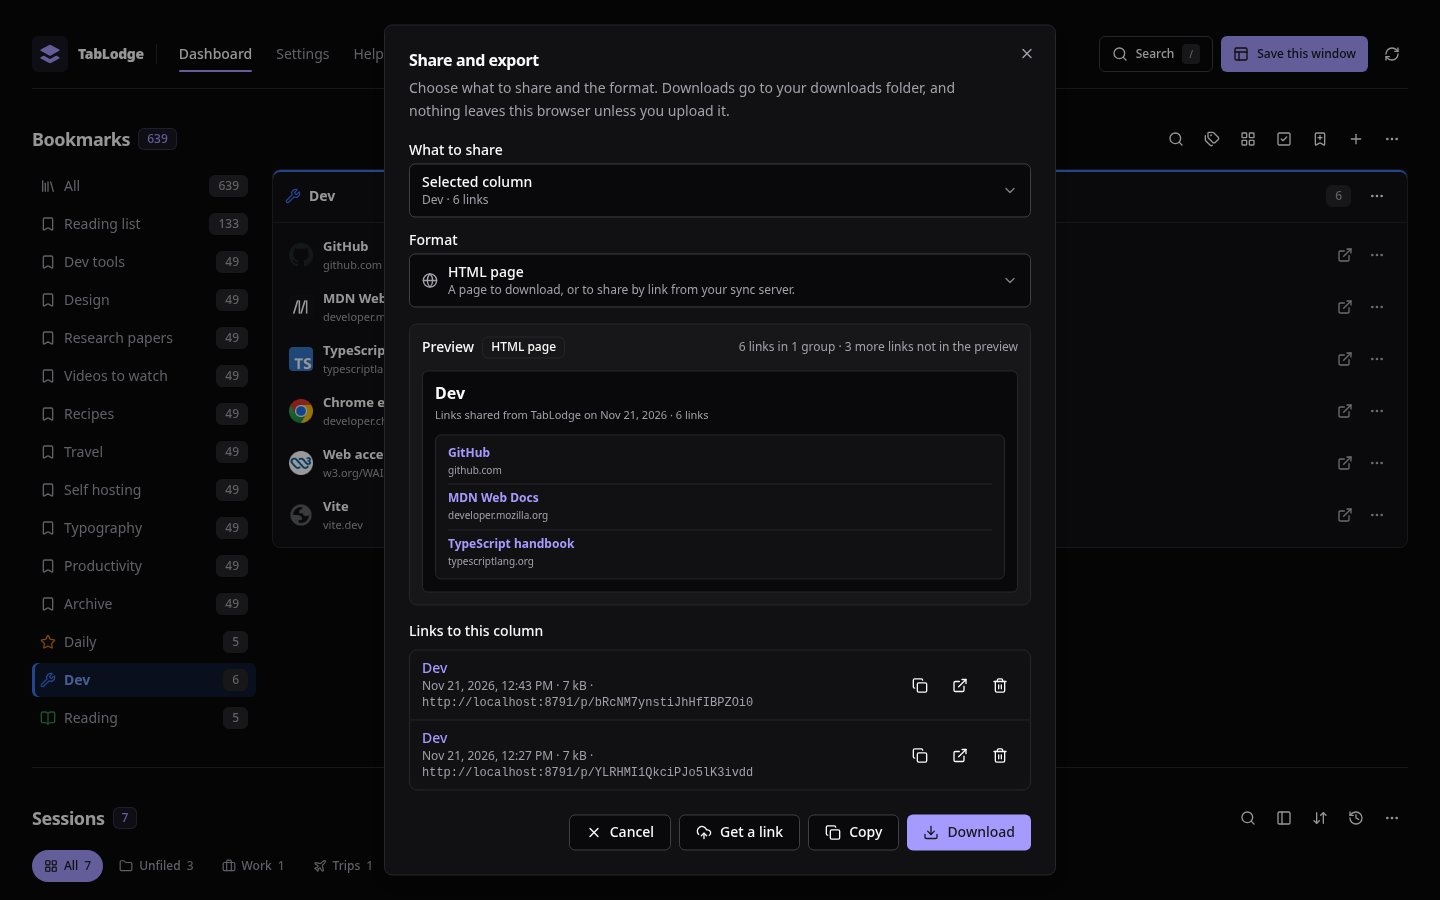 TabLodge
Dashboard
Settings
Help
Search /
Save this window
Bookmarks 639
All 639
Reading list 133
Dev tools 49
Design 49
Research papers 49
Videos to watch 49
Recipes 49
Travel 49
Self hosting 49
Typography 49
Productivity 49
Archive 49
Daily 5
Dev 6
Reading 5
Dev
6
GitHub
github.com
MDN Web
developer.m
TS
TypeScrip
typescriptla
Chrome e
developer.ch
Web acce
w3.org/WAI
Vite
vite.dev
Share and export
Choose what to share and the format. Downloads go to your downloads folder, and
nothing leaves this browser unless you upload it.
What to share
Selected column
Dev · 6 links
Format
HTML page
A page to download, or to share by link from your sync server.
Preview HTML page 6 links in 1 group · 3 more links not in the preview
Dev
Links shared from TabLodge on Nov 21, 2026 · 6 links
GitHub
github.com
MDN Web Docs
developer.mozilla.org
TypeScript handbook
typescriptlang.org
Links to this column
Dev
Nov 21, 2026, 12:43 PM · 7 kB ·
http://localhost:8791/p/bRcNM7ynstiJhHfIBPZOi0
Dev
Nov 21, 2026, 12:27 PM · 7 kB ·
http://localhost:8791/p/YLRHMI1QkciPJo5lK3ivdd
Cancel
Get a link
Copy
Download
Sessions 7
All 7
Unfiled 3
Work 1
Trips 1